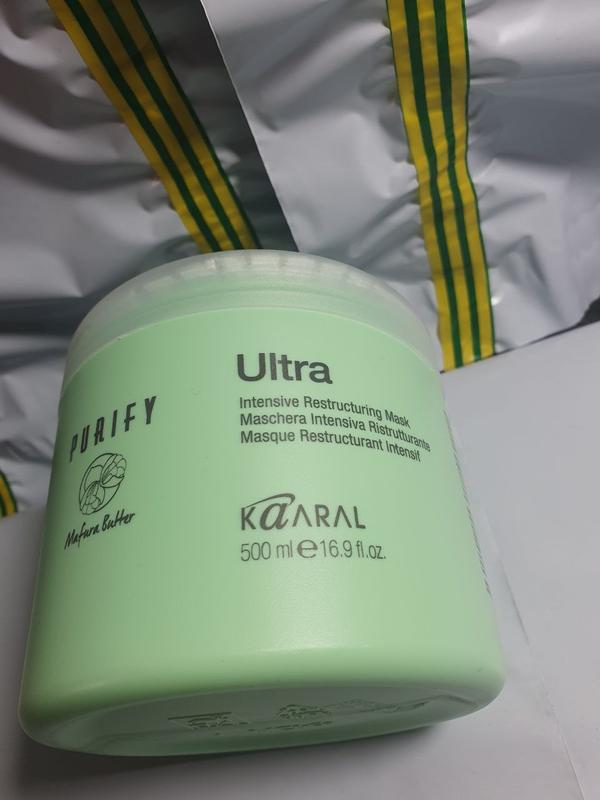 PURIFY
Mafura Butter
Ultra
Intensive Restructuring Mask
Maschera Intensiva Ristrutturante
Masque Restructurant Intensif
KAARAL
500 ml e 16.9 fl.oz.